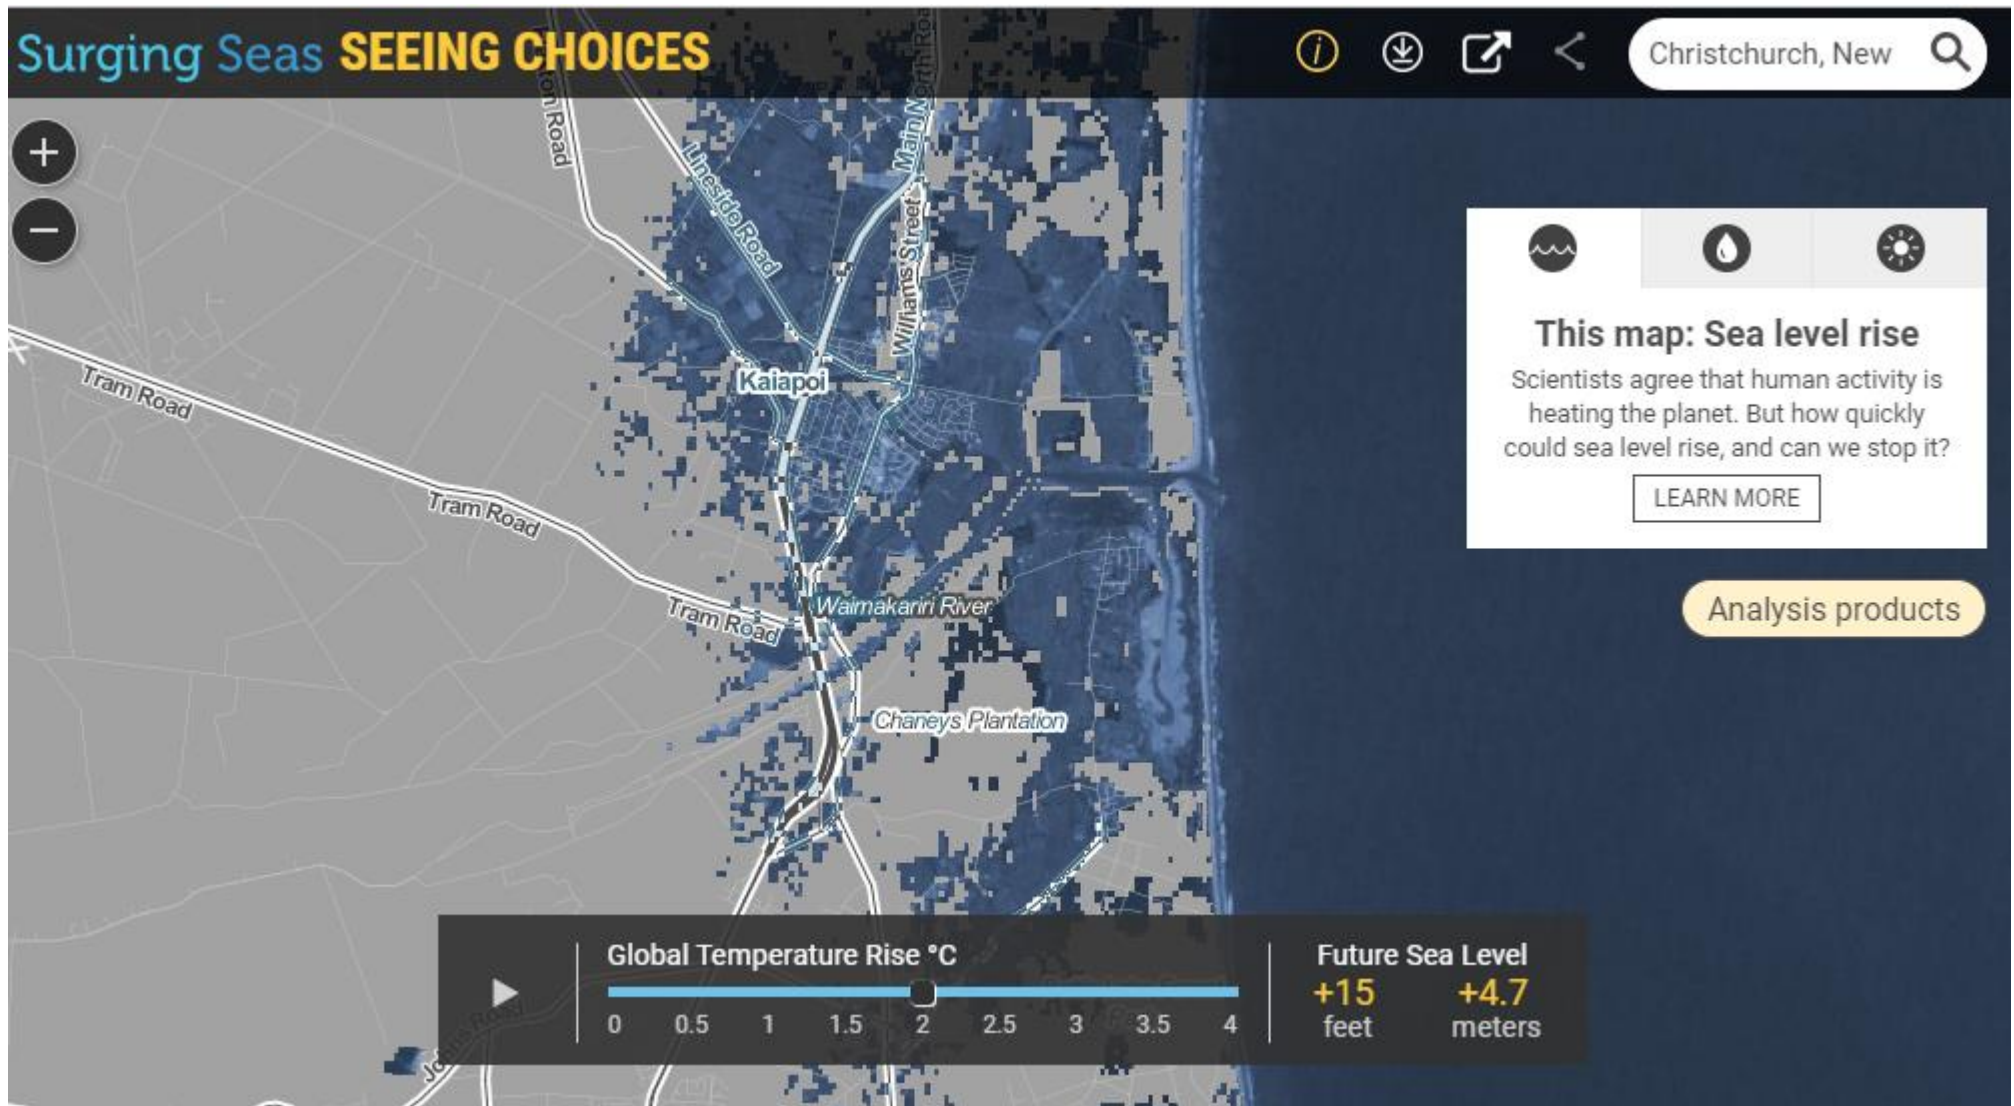 Surging Seas SEEING CHOICES
i
Christchurch, New
Main North Road
Lineside Road
Williams Street
Kaiapoi
Tram Road
Tram Road
Tram Road
Waimakariri River
Chaneys Plantation
+
−
This map: Sea level rise
Scientists agree that human activity is
heating the planet. But how quickly
could sea level rise, and can we stop it?
LEARN MORE
Analysis products
Global Temperature Rise °C
0 0.5 1 1.5 2 2.5 3 3.5 4
Future Sea Level
+15 +4.7
feet meters